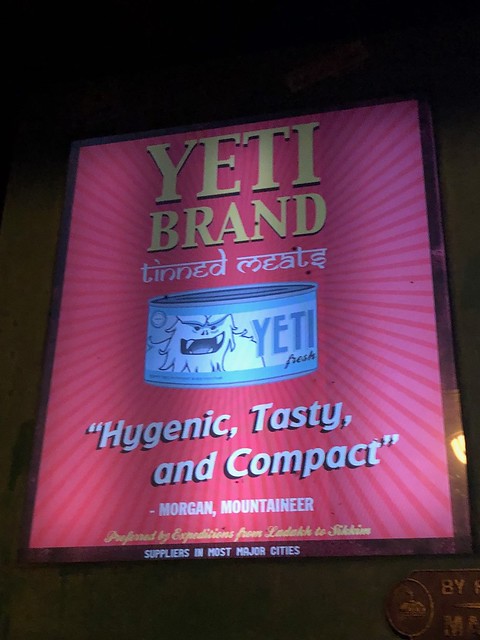 YETI
BRAND
tinned meats
YETI
fresh
"Hygenic, Tasty,
and Compact"
- MORGAN, MOUNTAINEER
Preferred by Expeditions from Ladakh to Sikkim
SUPPLIERS IN MOST MAJOR CITIES
BY